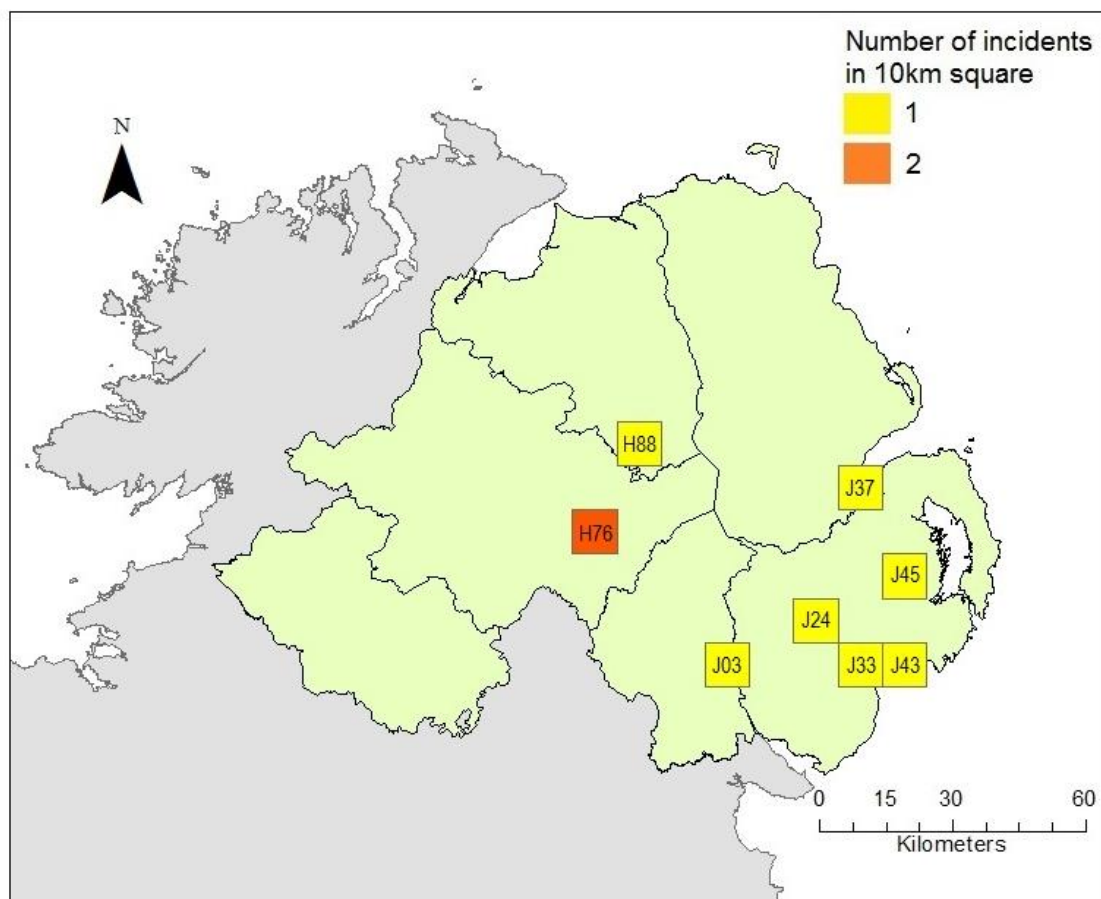 Number of incidents
in 10km square
1
2
N
H88
J37
H76
J45
J24
J03
J33
J43
0 15 30 60
Kilometers